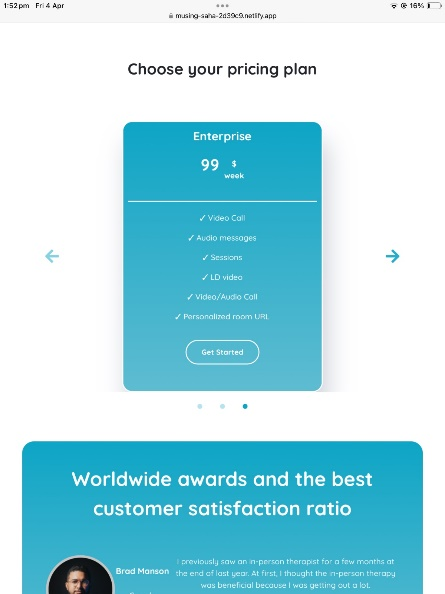 1:52 pm Fri 4 Apr
16%
musing-saha-2d39c9.netlify.app
Choose your pricing plan
Enterprise
99 $
week
✓ Video Call
✓ Audio messages
✓ Sessions
✓ LD video
✓ Video/Audio Call
✓ Personalized room URL
Get Started
Worldwide awards and the best
customer satisfaction ratio
Brad Manson
I previously saw an in-person therapist for a few months at
the end of last year. At first, I thought the in-person therapy
was beneficial because I was getting out a lot.